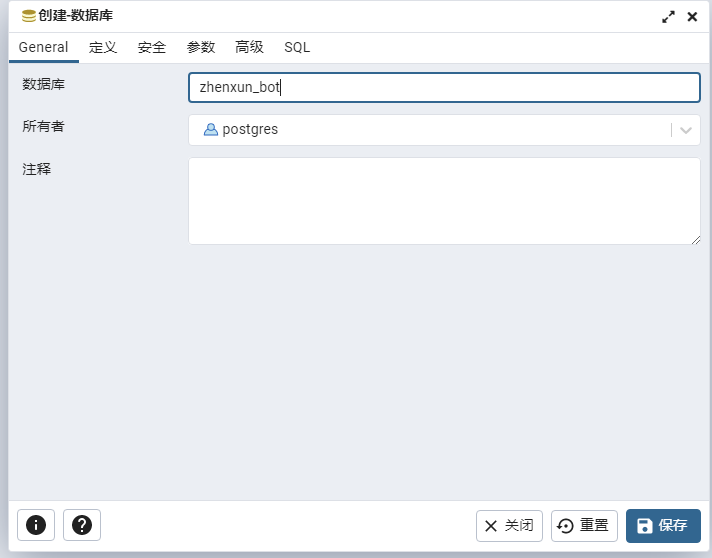 创建-数据库
General 定义 安全 参数 高级 SQL
数据库 zhenxun_bot
所有者 postgres
注释
关闭 重置 保存